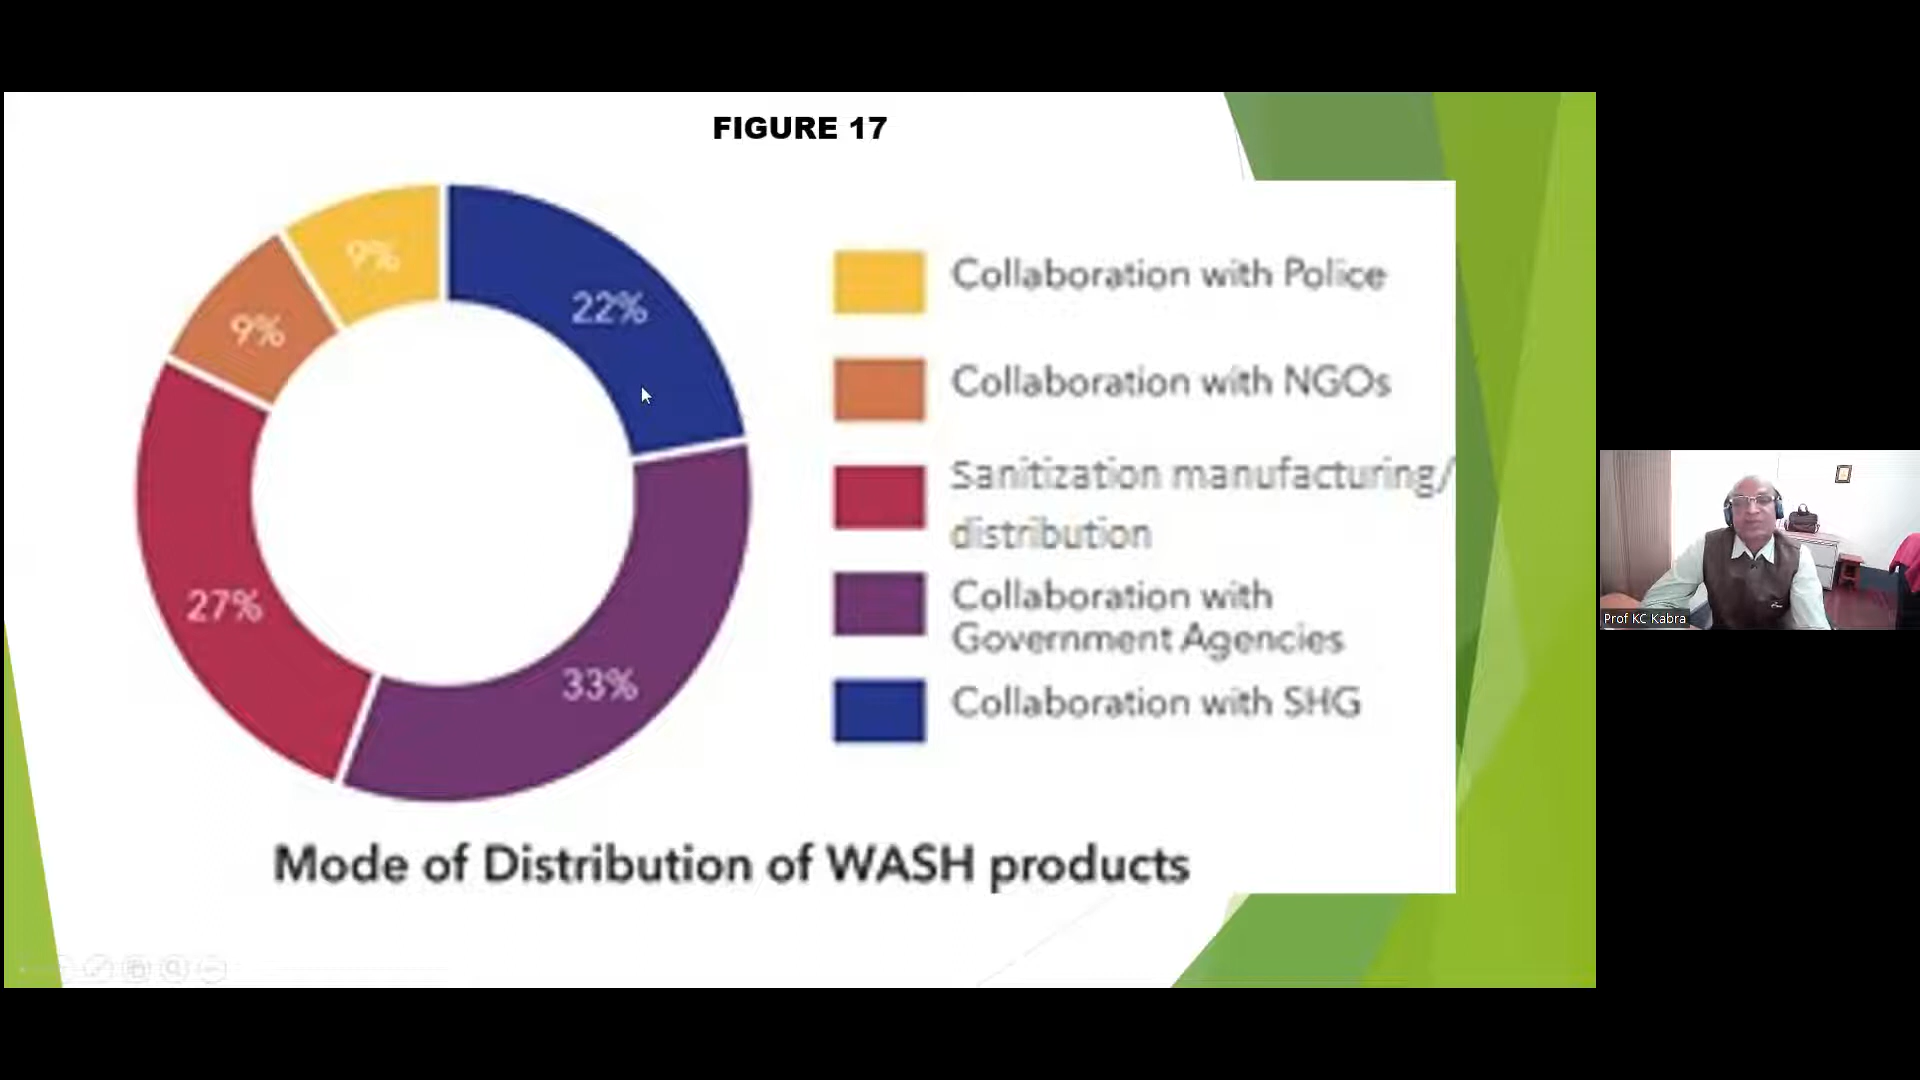 FIGURE 17
9%
22%
9%
27%
33%
Collaboration with Police
Collaboration with NGOs
Sanitization manufacturing/
distribution
Collaboration with
Government Agencies
Collaboration with SHG
Mode of Distribution of WASH products
Prof KC Kabra